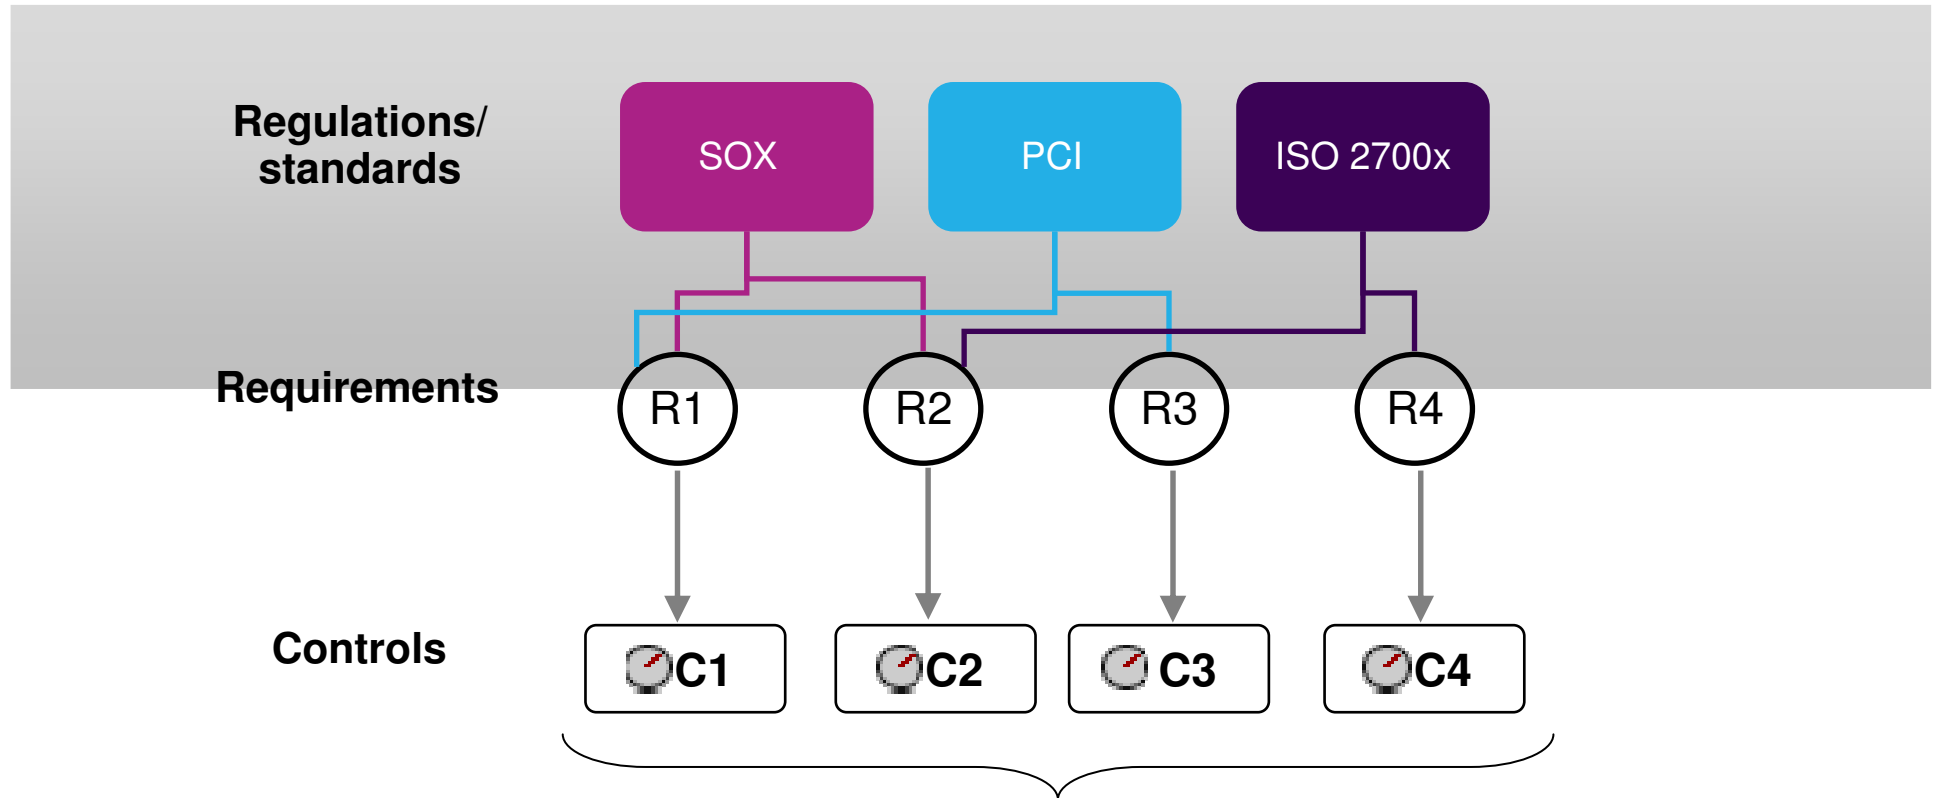 Regulations/
standards
SOX
PCI
ISO 2700x
Requirements
R1
R2
R3
R4
Controls
C1
C2
C3
C4